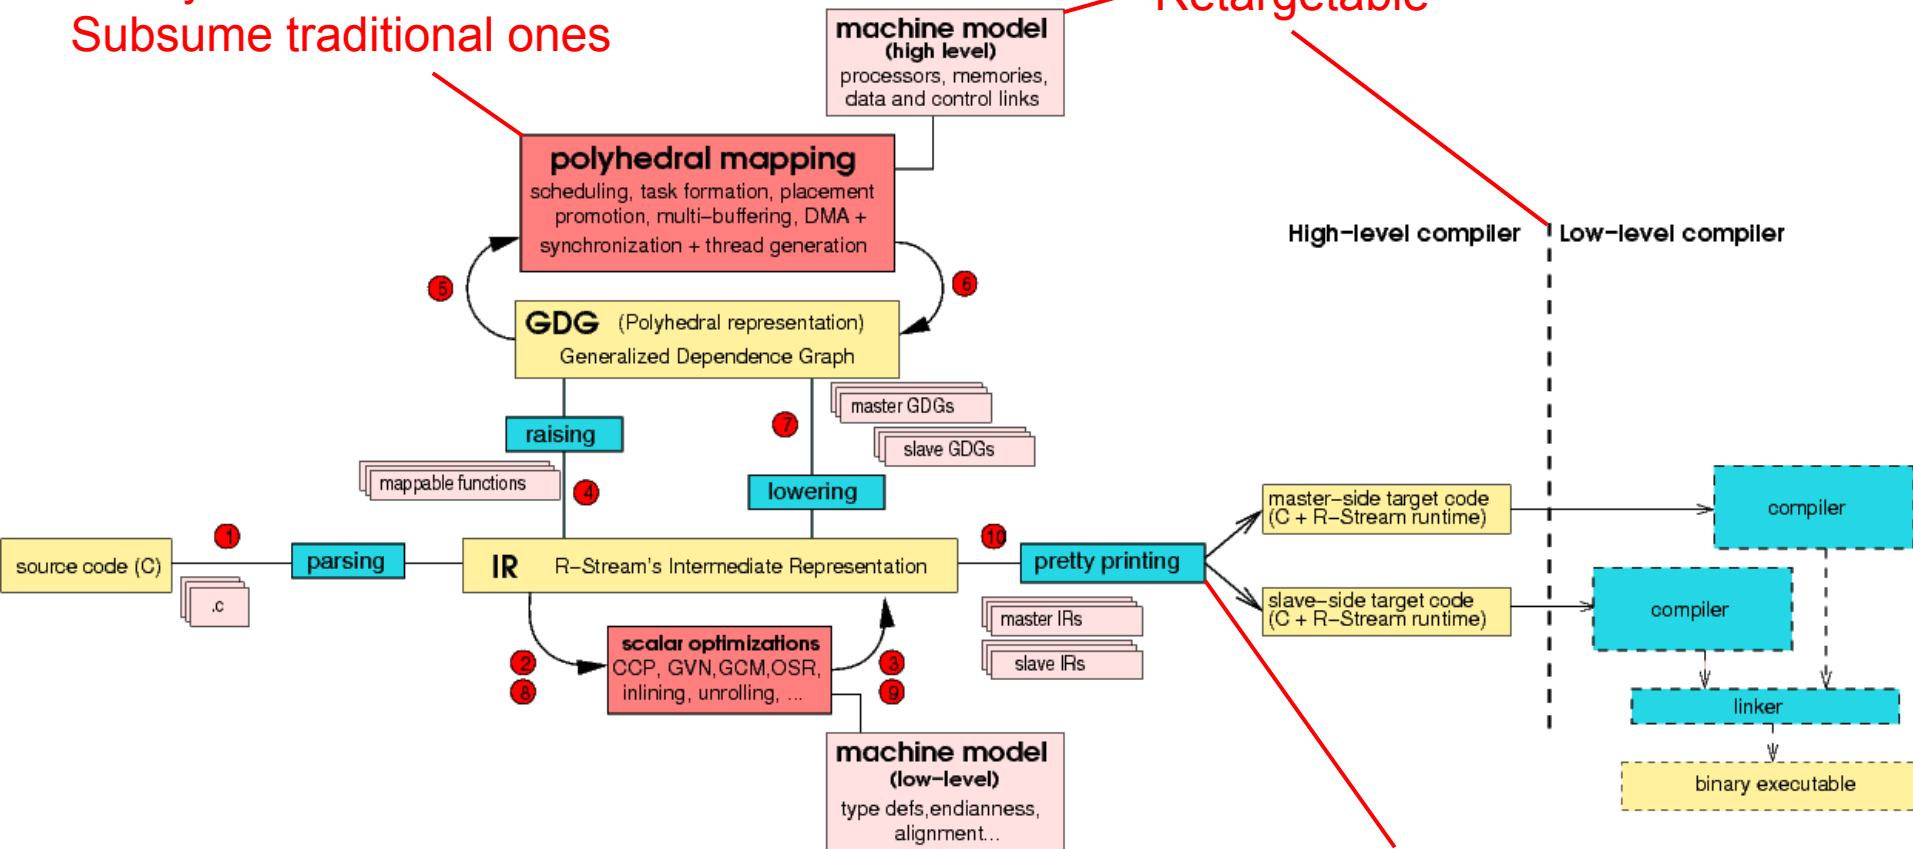 Subsume traditional ones
Retargetable
machine model
(high level)
processors, memories,
data and control links
polyhedral mapping
scheduling, task formation, placement
promotion, multi-buffering, DMA +
synchronization + thread generation
High-level compiler
Low-level compiler
5
6
GDG (Polyhedral representation)
Generalized Dependence Graph
master GDGs
7
raising
slave GDGs
mappable functions
4
lowering
master-side target code
(C + R-Stream runtime)
compiler
1
10
source code (C)
parsing
IR R-Stream's Intermediate Representation
pretty printing
.c
slave-side target code
(C + R-Stream runtime)
compiler
master IRs
slave IRs
scalar optimizations
CCP, GVN,GCM,OSR,
inlining, unrolling, ...
2
8
3
9
linker
machine model
(low-level)
type defs,endianness,
alignment...
binary executable